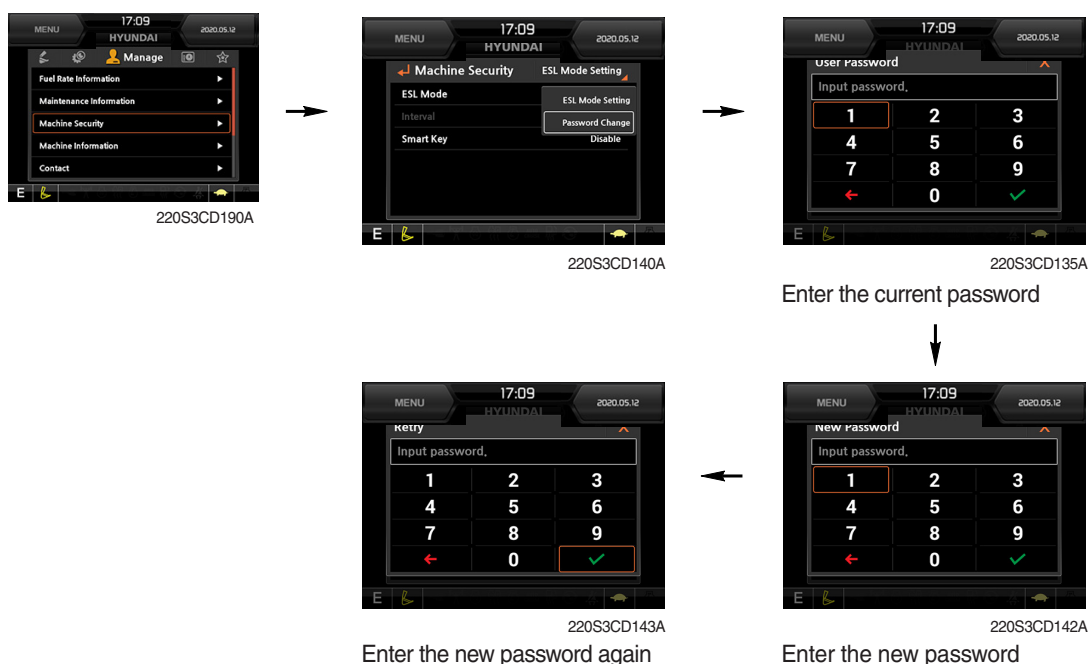 MENU
17:09
HYUNDAI
2020.05.12
Manage
Fuel Rate Information
Maintenance Information
Machine Security
Machine Information
Contact
E
220S3CD190A
MENU
17:09
HYUNDAI
2020.05.12
Machine Security
ESL Mode Setting
ESL Mode
ESL Mode Setting
Interval
Password Change
Smart Key
Disable
E
220S3CD140A
MENU
17:09
HYUNDAI
2020.05.12
User Password
X
Input password.
1 2 3
4 5 6
7 8 9
0
E
220S3CD135A
Enter the current password
MENU
17:09
HYUNDAI
2020.05.12
Retry
X
Input password.
1 2 3
4 5 6
7 8 9
0
E
220S3CD143A
Enter the new password again
MENU
17:09
HYUNDAI
2020.05.12
New Password
X
Input password.
1 2 3
4 5 6
7 8 9
0
E
220S3CD142A
Enter the new password